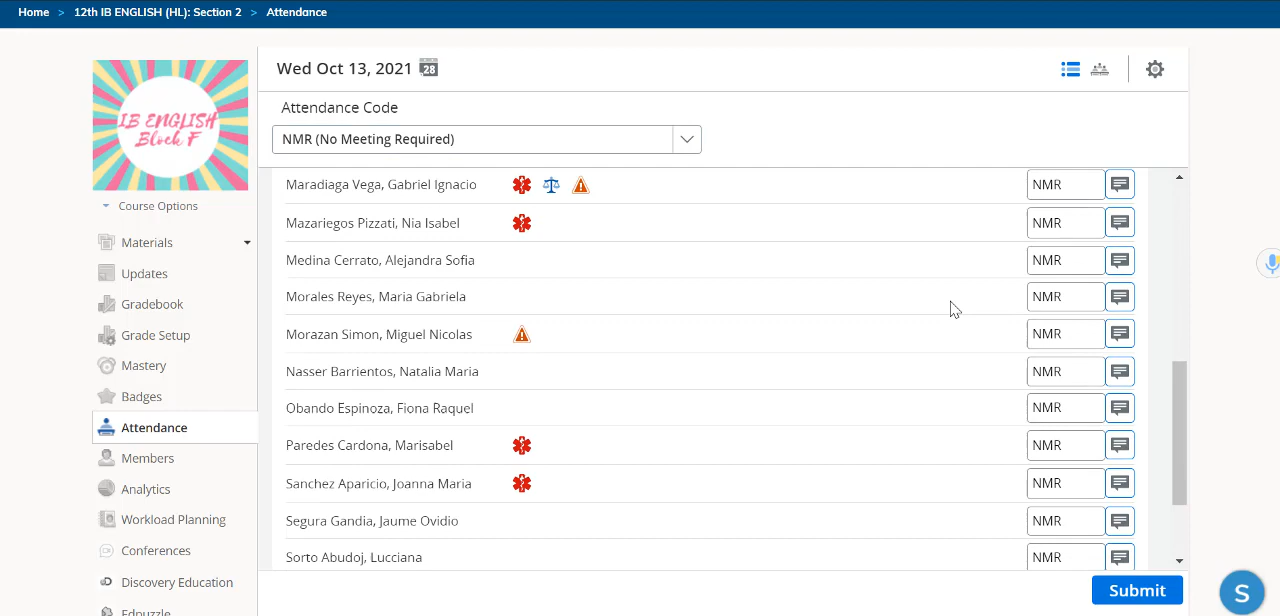 Home > 12th IB ENGLISH (HL): Section 2 > Attendance
IB ENGLISH
Block F
Course Options
Materials
Updates
Gradebook
Grade Setup
Mastery
Badges
Attendance
Members
Analytics
Workload Planning
Conferences
Discovery Education
Edpuzzle
Wed Oct 13, 2021 28
Attendance Code
NMR (No Meeting Required)
Maradiaga Vega, Gabriel Ignacio NMR
Mazariegos Pizzati, Nia Isabel NMR
Medina Cerrato, Alejandra Sofia NMR
Morales Reyes, Maria Gabriela NMR
Morazan Simon, Miguel Nicolas NMR
Nasser Barrientos, Natalia Maria NMR
Obando Espinoza, Fiona Raquel NMR
Paredes Cardona, Marisabel NMR
Sanchez Aparicio, Joanna Maria NMR
Segura Gandia, Jaume Ovidio NMR
Sorto Abudoj, Lucciana NMR
Submit
S